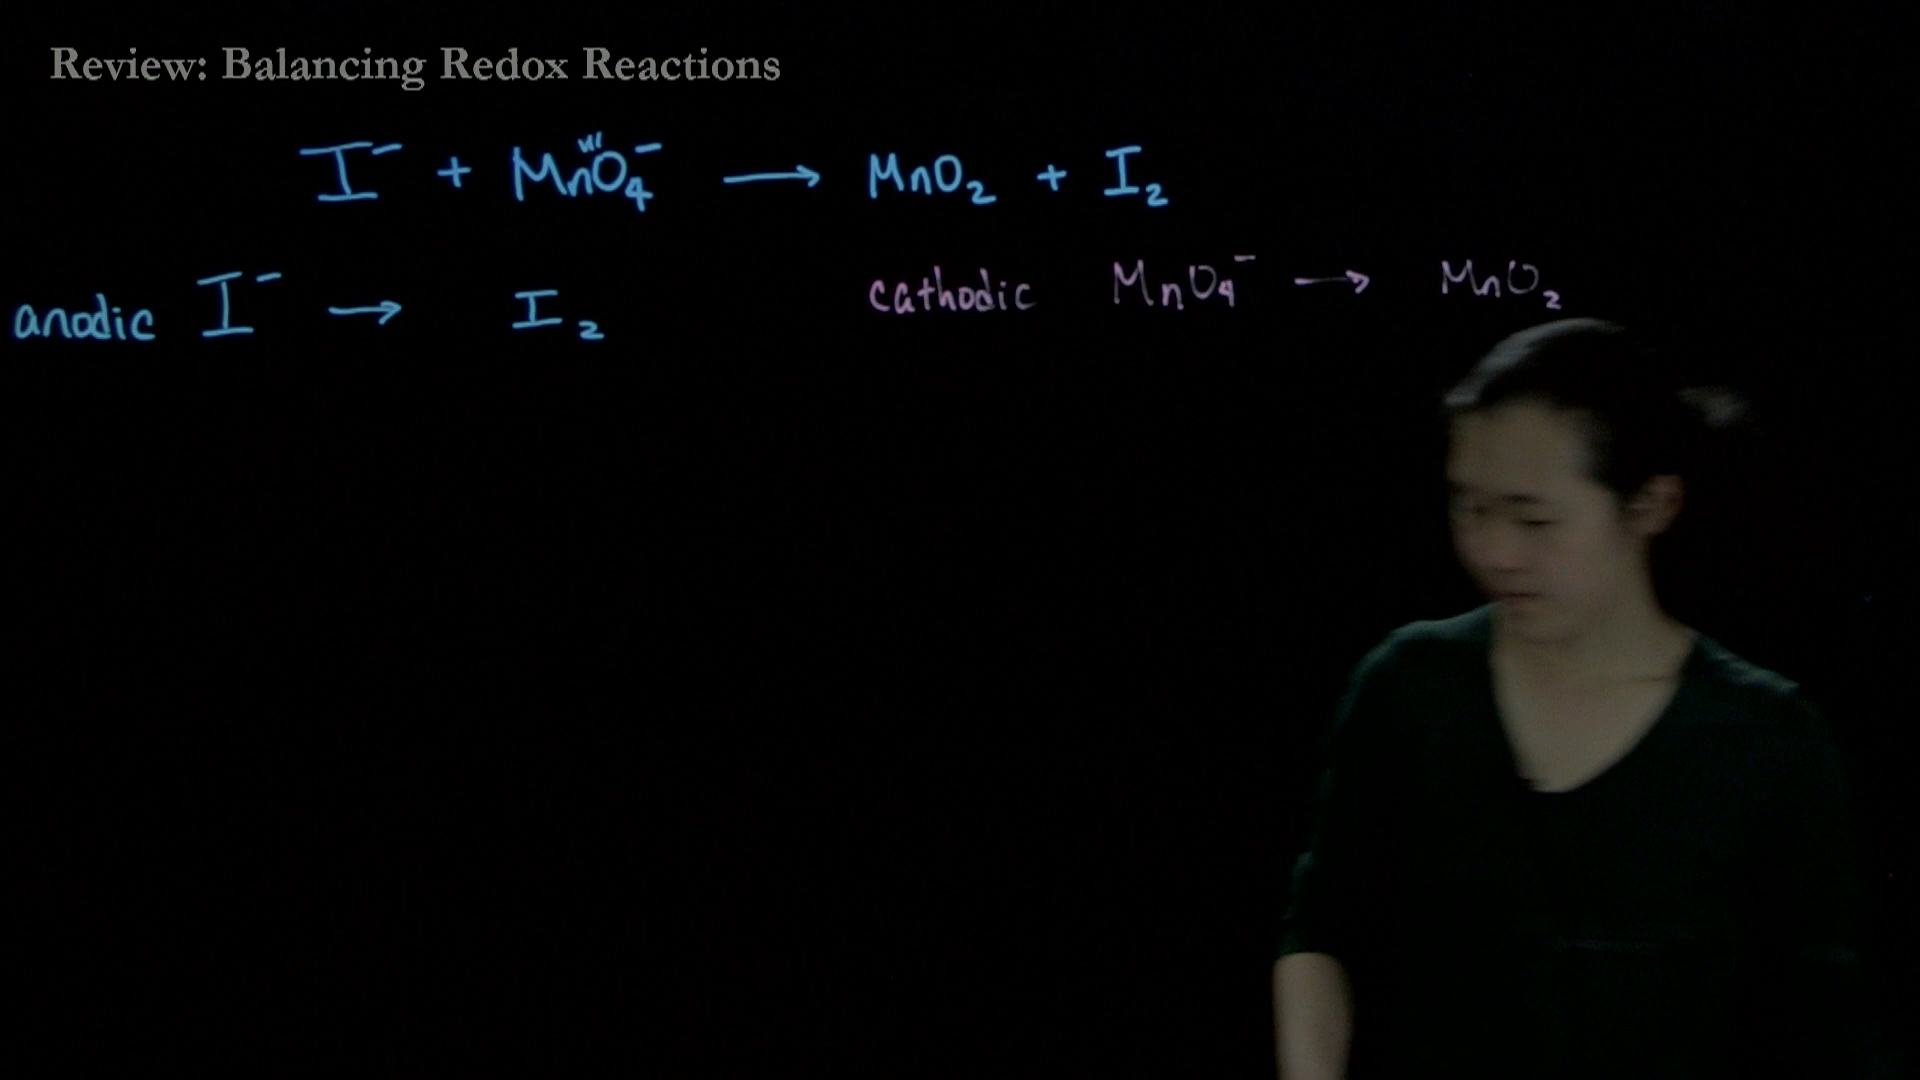 Review: Balancing Redox Reactions
I⁻ + MnO₄⁻ → MnO₂ + I₂
anodic I⁻ → I₂
cathodic MnO₄⁻ → MnO₂